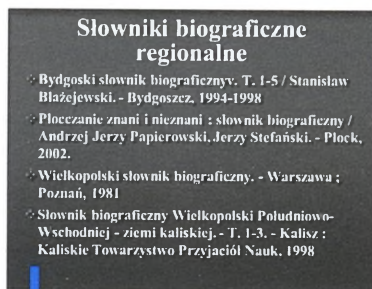 Słowniki biograficzne
regionalne
Bydgoski słownik biograficznyv. T. 1-5 / Stanisław
Błażejewski. - Bydgoszcz, 1994-1998
Płocczanie znani i nieznani : słownik biograficzny /
Andrzej Jerzy Papierowski, Jerzy Stefański. - Płock,
2002.
Wielkopolski słownik biograficzny. - Warszawa ;
Poznań, 1981
Słownik biograficzny Wielkopolski Południowo-
Wschodniej - ziemi kaliskiej. - T. 1-3. - Kalisz :
Kaliskie Towarzystwo Przyjaciół Nauk, 1998